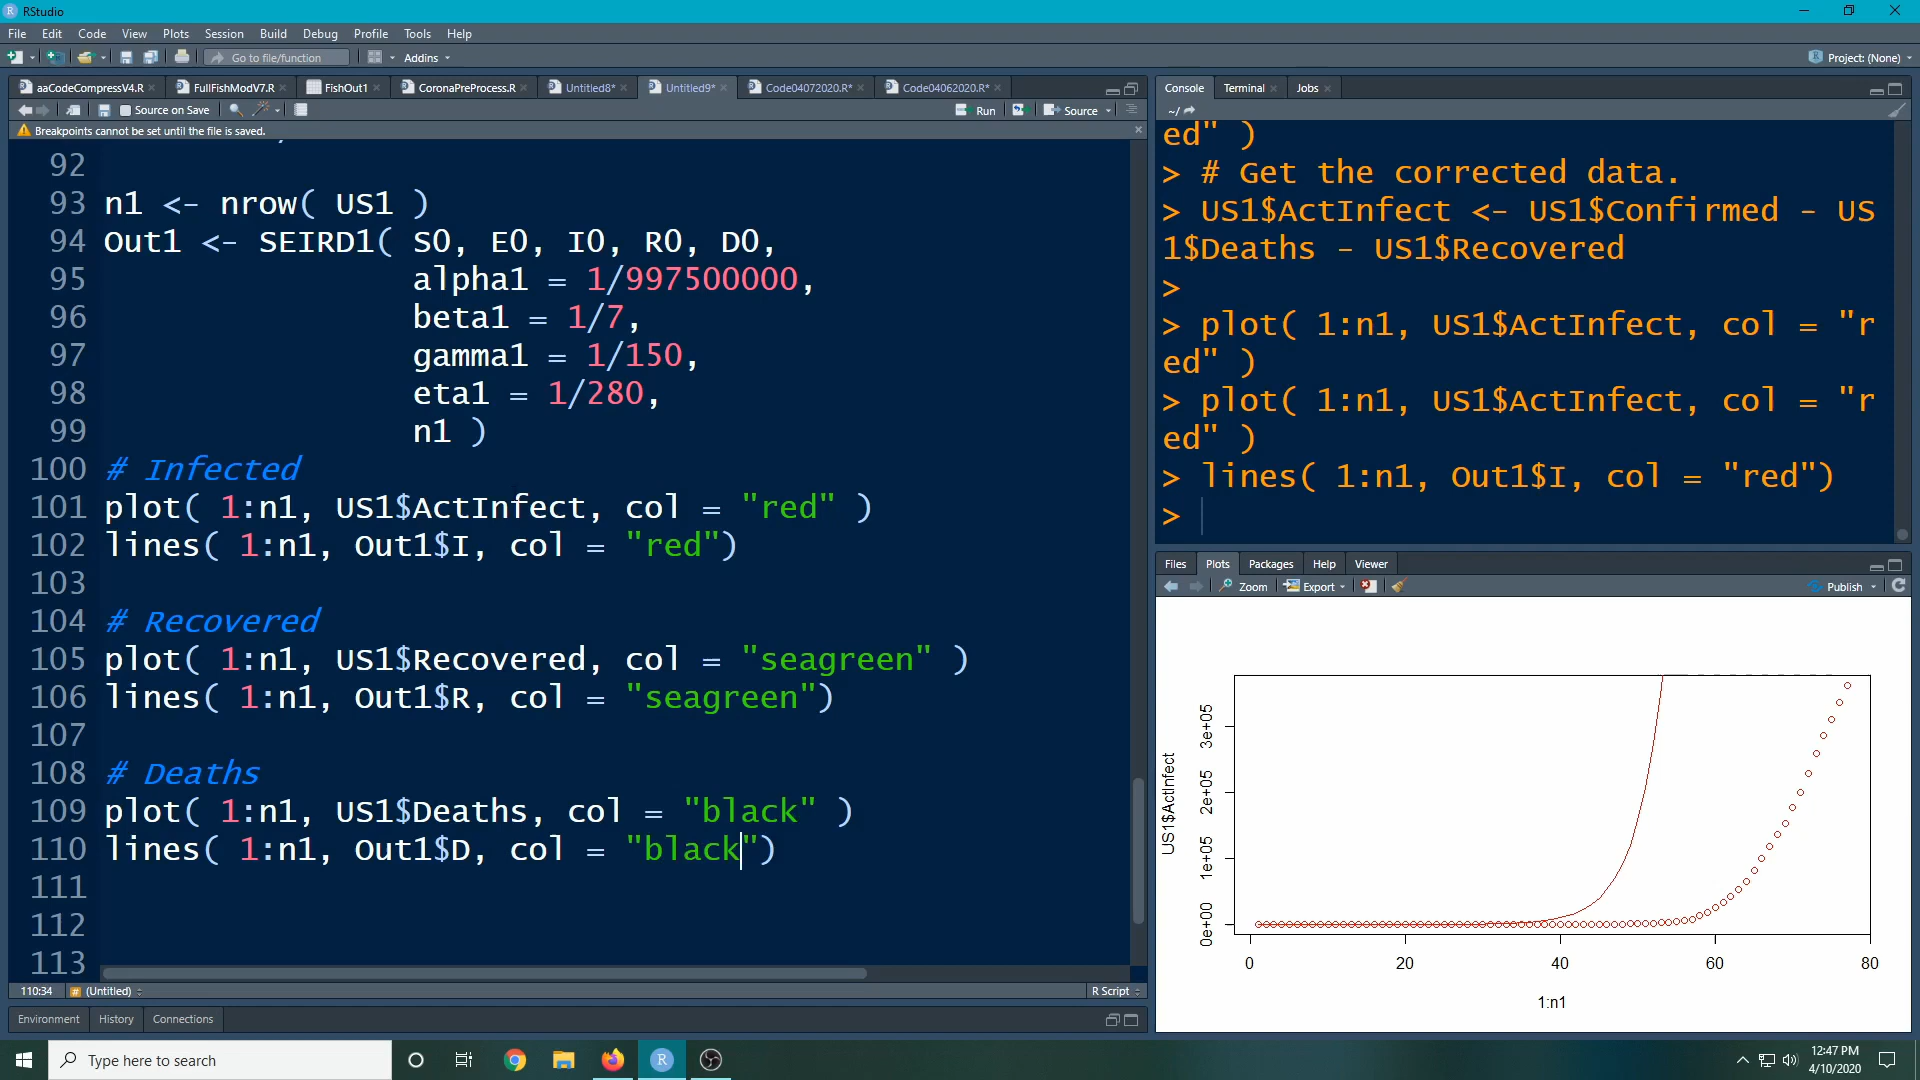 RStudio
File Edit Code View Plots Session Build Debug Profile Tools Help
Go to file/function Addins Project: (None)
aaCodeCompressV4.R FullFishModV7.R FishOut1 CoronaPreProcess.R Untitled8* Untitled9* Code04072020.R* Code04062020.R*
Source on Save Run Source
Breakpoints cannot be set until the file is saved.
92
93 n1 <- nrow( US1 )
94 Out1 <- SEIRD1( S0, E0, I0, R0, D0,
95 alpha1 = 1/997500000,
96 beta1 = 1/7,
97 gamma1 = 1/150,
98 eta1 = 1/280,
99 n1 )
100 # Infected
101 plot( 1:n1, US1$ActInfect, col = "red" )
102 lines( 1:n1, Out1$I, col = "red")
103
104 # Recovered
105 plot( 1:n1, US1$Recovered, col = "seagreen" )
106 lines( 1:n1, Out1$R, col = "seagreen")
107
108 # Deaths
109 plot( 1:n1, US1$Deaths, col = "black" )
110 lines( 1:n1, Out1$D, col = "black")
111
112
113
110:34 # (Untitled) R Script
Environment History Connections
Console Terminal Jobs
~/
ed" )
> # Get the corrected data.
> US1$ActInfect <- US1$Confirmed - US
1$Deaths - US1$Recovered
>
> plot( 1:n1, US1$ActInfect, col = "r
ed" )
> plot( 1:n1, US1$ActInfect, col = "r
ed" )
> lines( 1:n1, Out1$I, col = "red")
>
Files Plots Packages Help Viewer
Zoom Export Publish
US1$ActInfect
3e+05
2e+05
1e+05
0e+00
0 20 40 60 80
1:n1
Type here to search
12:47 PM
4/10/2020